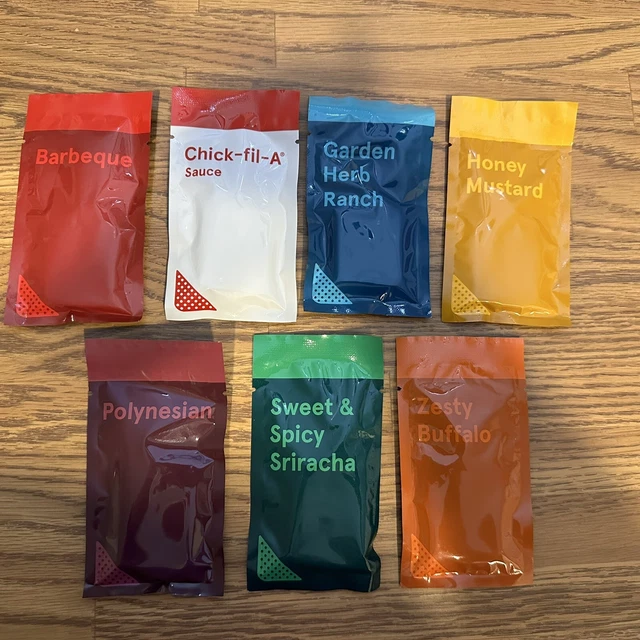 Barbeque
Chick-fil-A®
Sauce
Garden
Herb
Ranch
Honey
Mustard
Polynesian
Sweet &
Spicy
Sriracha
Zesty
Buffalo